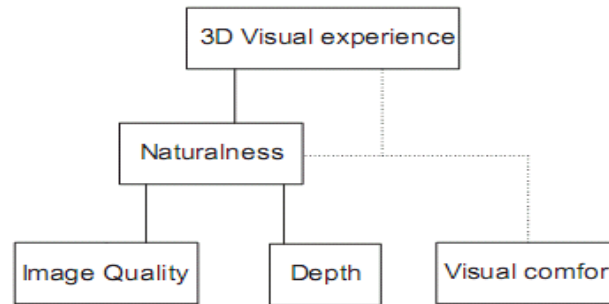 3D Visual experience
Naturalness
Image Quality
Depth
Visual comfor